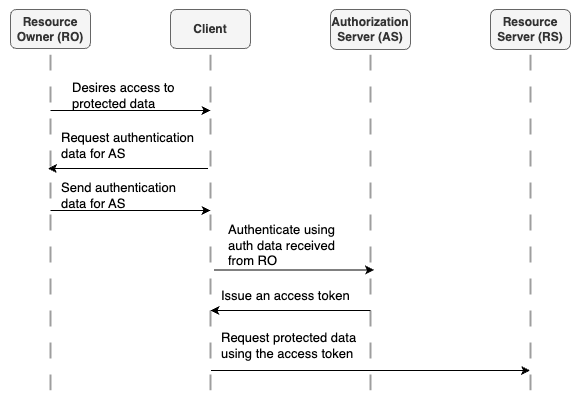 Resource
Owner (RO)
Client
Authorization
Server (AS)
Resource
Server (RS)
Desires access to
protected data
Request authentication
data for AS
Send authentication
data for AS
Authenticate using
auth data received
from RO
Issue an access token
Request protected data
using the access token